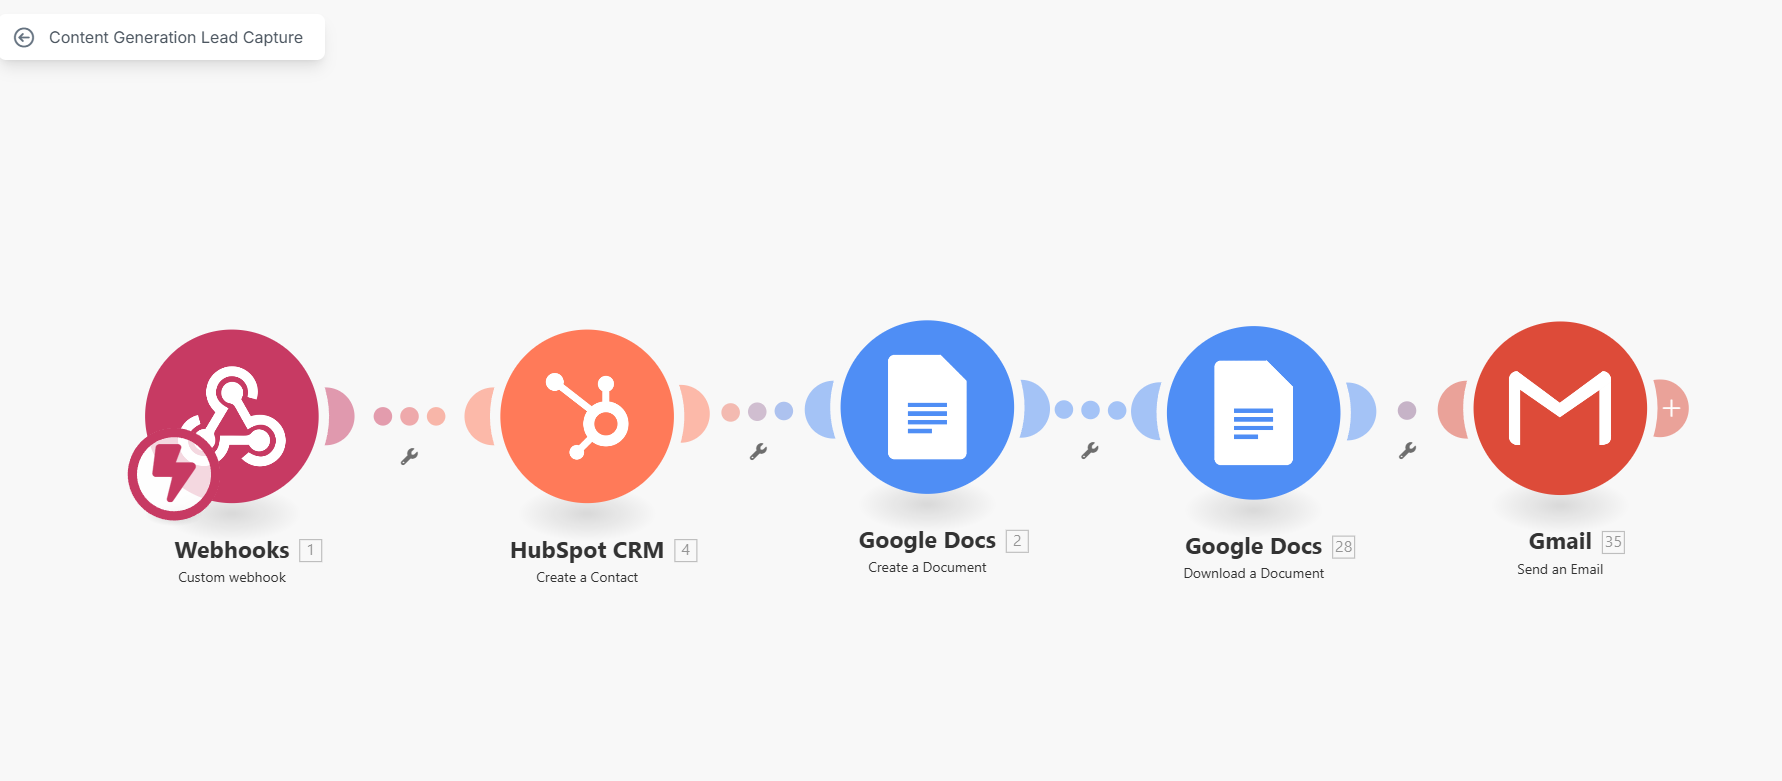 Content Generation Lead Capture
Webhooks 1
Custom webhook
HubSpot CRM 4
Create a Contact
Google Docs 2
Create a Document
Google Docs 28
Download a Document
Gmail 35
Send an Email